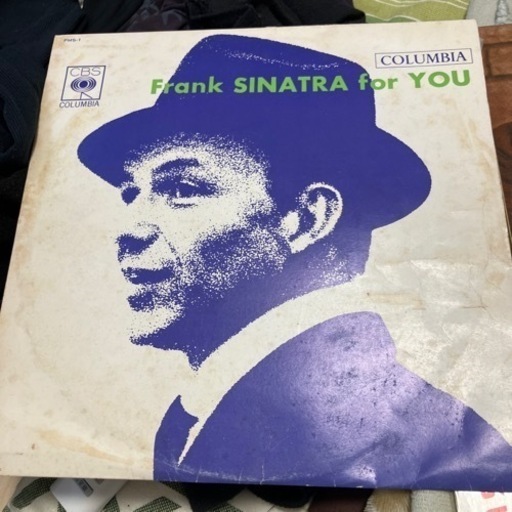 COLUMBIA
CBS
COLUMBIA
Frank SINATRA for YOU